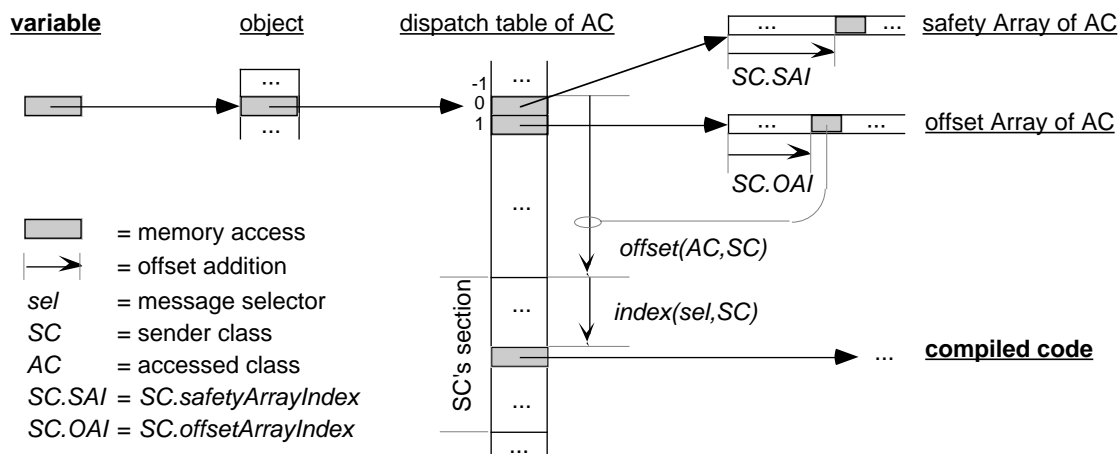 variable object dispatch table of AC safety Array of AC
... ... SC.SAI
... ...
-1
0
1
... ...
offset Array of AC
... ...
SC.OAI
...
offset(AC,SC)
= memory access
= offset addition
sel = message selector
SC = sender class
AC = accessed class
SC.SAI = SC.safetyArrayIndex
SC.OAI = SC.offsetArrayIndex
SC's section
...
index(sel,SC)
... compiled code
...
...